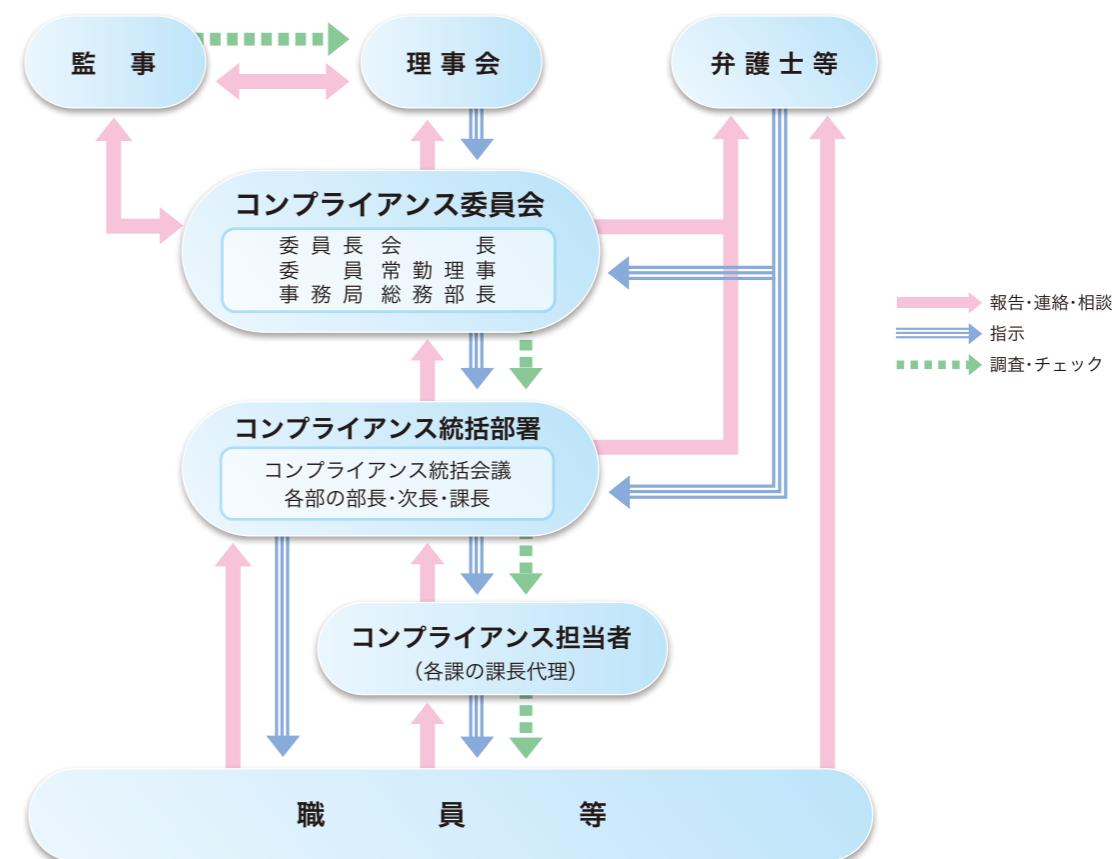 監事
理事会
弁護士等
コンプライアンス委員会
委員長 会長
委員 常勤理事
事務局 総務部長
報告・連絡・相談
指示
調査・チェック
コンプライアンス統括部署
コンプライアンス統括会議
各部の部長・次長・課長
コンプライアンス担当者
（各課の課長代理）
職員等